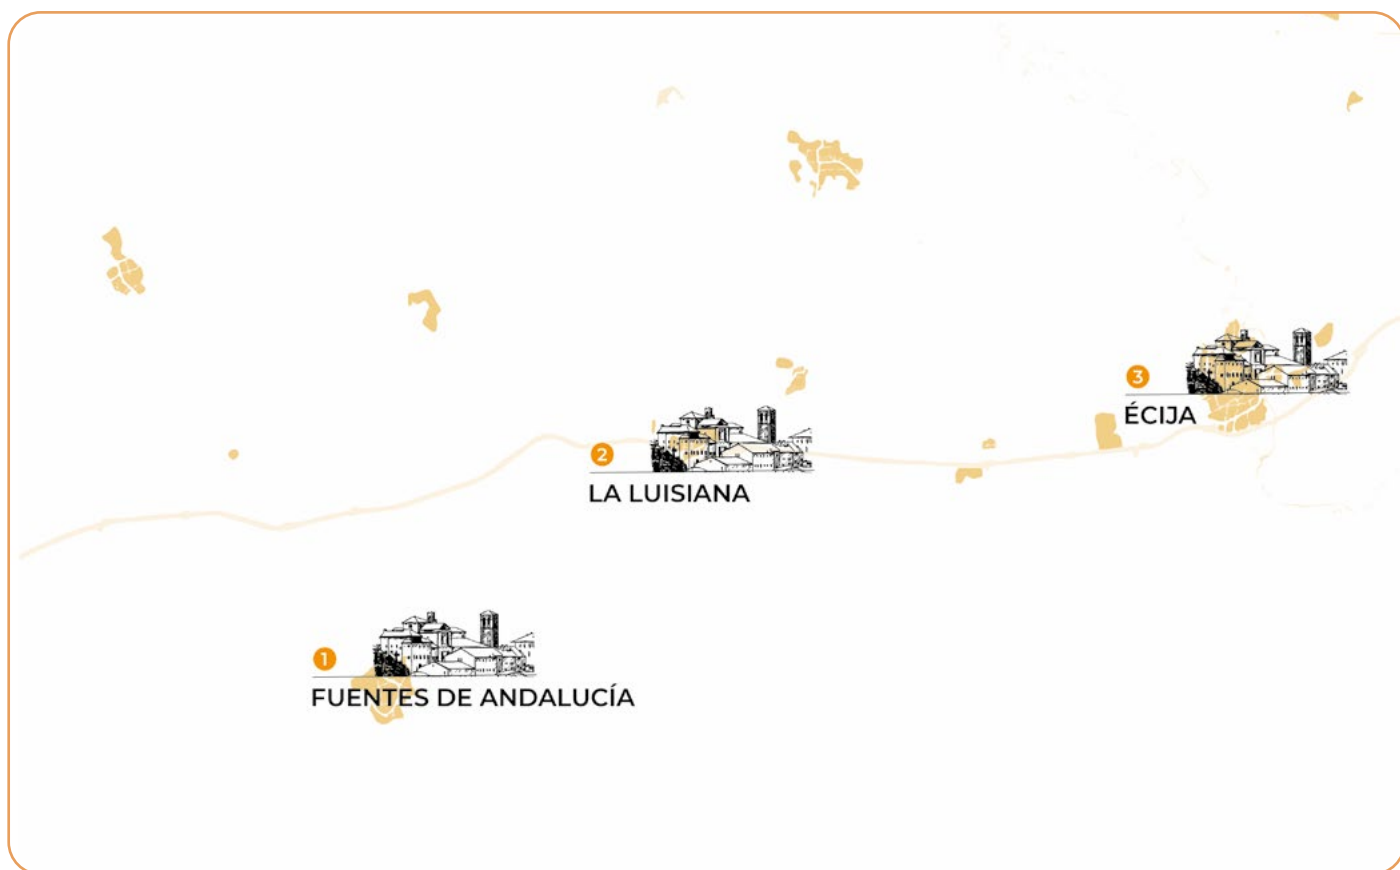 3
ÉCIJA
2
LA LUISIANA
1
FUENTES DE ANDALUCÍA